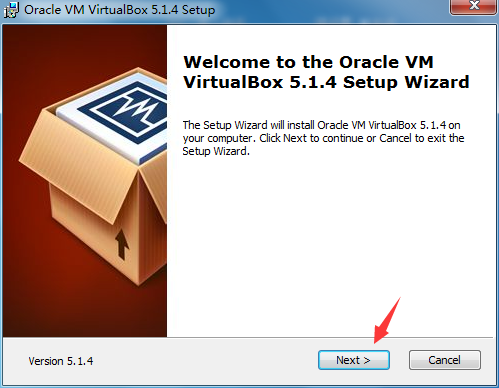 Oracle VM VirtualBox 5.1.4 Setup
Welcome to the Oracle VM
VirtualBox 5.1.4 Setup Wizard
The Setup Wizard will install Oracle VM VirtualBox 5.1.4 on
your computer. Click Next to continue or Cancel to exit the
Setup Wizard.
Version 5.1.4
Next >
Cancel